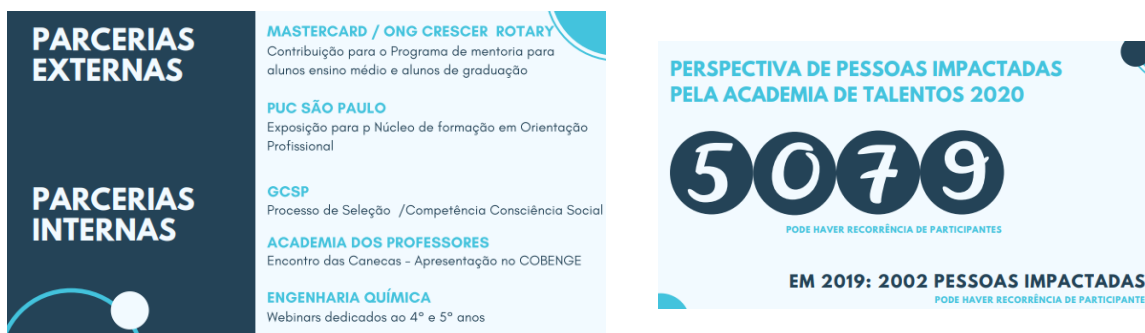 PARCERIAS
EXTERNAS
MASTERCARD / ONG CRESCER ROTARY
Contribuição para o Programa de mentoria para
alunos ensino médio e alunos de graduação
PUC SÃO PAULO
Exposição para p Núcleo de formação em Orientação
Profissional
PARCERIAS
INTERNAS
GCSP
Processo de Seleção /Competência Consciência Social
ACADEMIA DOS PROFESSORES
Encontro das Canecas - Apresentação no COBENGE
ENGENHARIA QUÍMICA
Webinars dedicados ao 4° e 5° anos
PERSPECTIVA DE PESSOAS IMPACTADAS
PELA ACADEMIA DE TALENTOS 2020
5079
PODE HAVER RECORRÊNCIA DE PARTICIPANTES
EM 2019: 2002 PESSOAS IMPACTADAS
PODE HAVER RECORRÊNCIA DE PARTICIPANTE